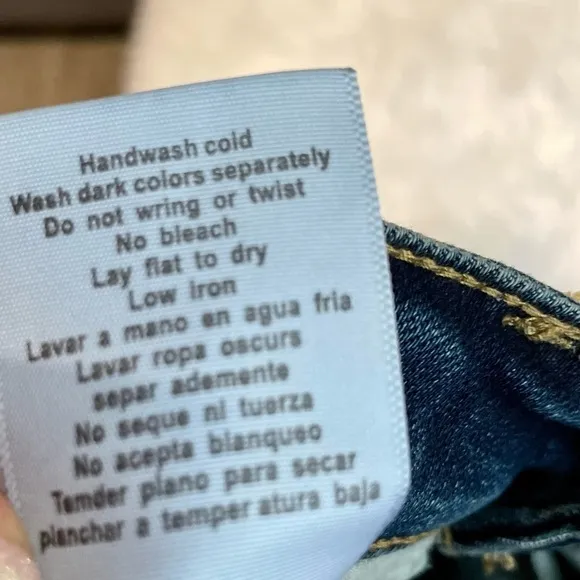 Handwash cold
Wash dark colors separately
Do not wring or twist
No bleach
Lay flat to dry
Low iron
Lavar a mano en agua fria
Lavar ropa oscurs
separ ademente
No seque ni tuerza
No acepta blanqueo
Temder plano para secar
planchar a temper atura baja